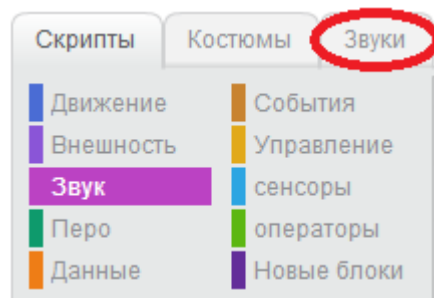 Скрипты Костюмы Звуки
Движение События
Внешность Управление
Звук сенсоры
Перо операторы
Данные Новые блоки